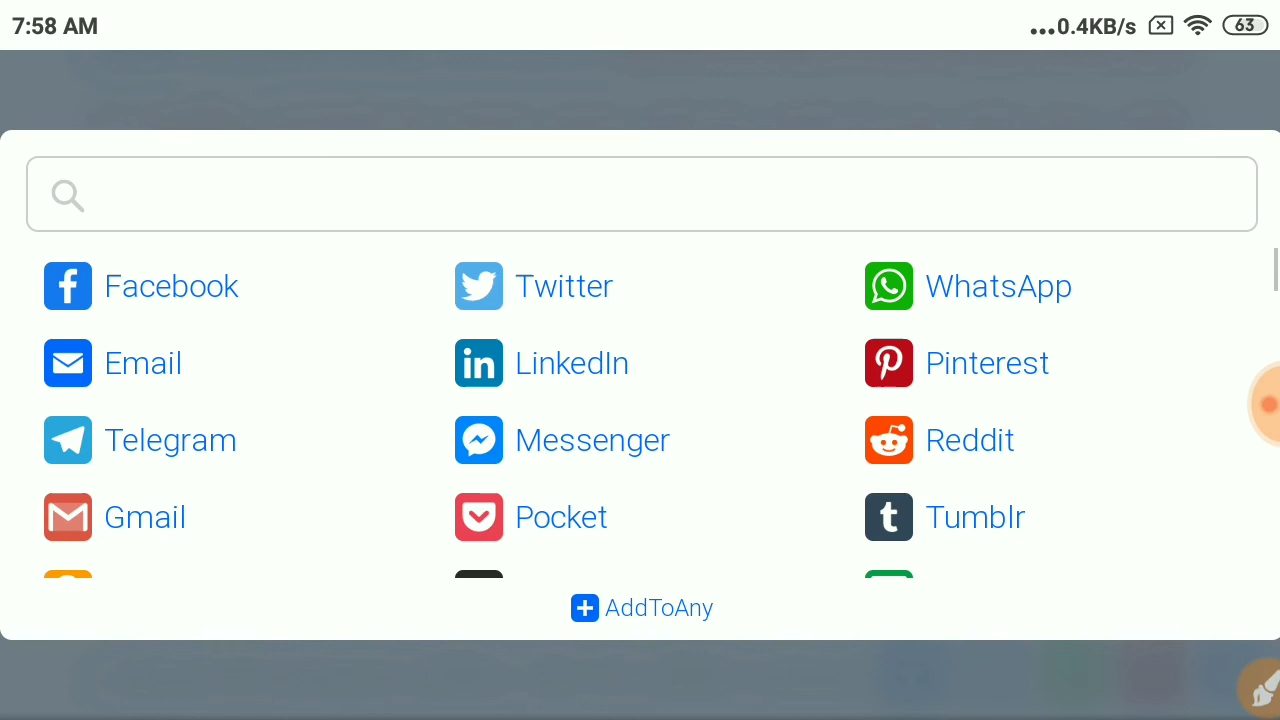 7:58 AM ...0.4KB/s 63
Facebook Twitter WhatsApp
Email LinkedIn Pinterest
Telegram Messenger Reddit
Gmail Pocket Tumblr
AddToAny